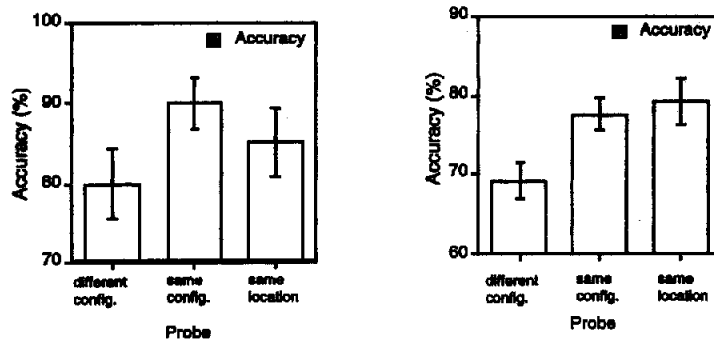 100
Accuracy
90
80
70
Accuracy (%)
different
config.
same
config.
same
location
Probe
90
Accuracy
80
70
60
Accuracy (%)
different
config.
same
config.
same
location
Probe